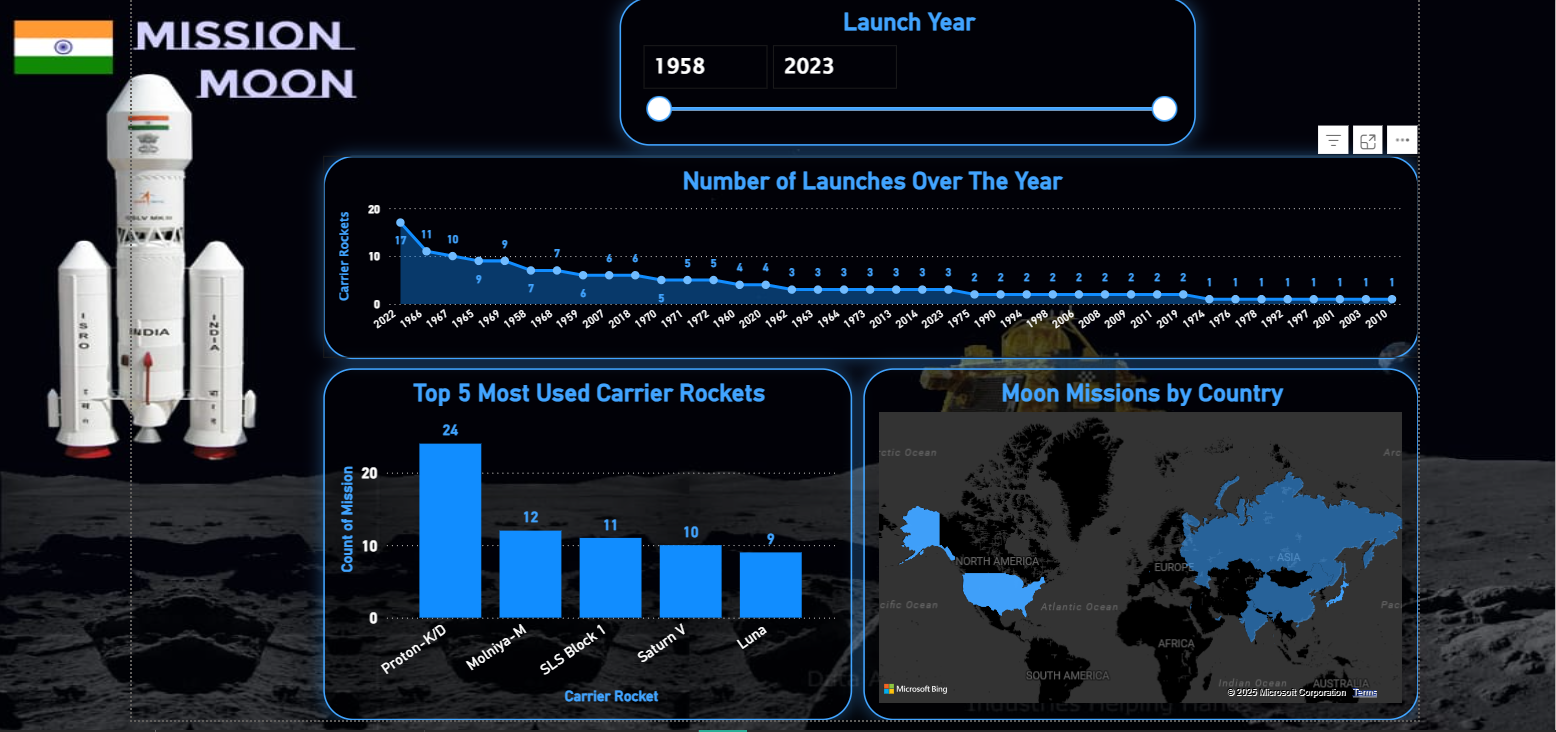 MISSION
MOON
Launch Year
1958 2023
Number of Launches Over The Year
Carrier Rockets
20
10
0
17 11 10 9 9 7 7 6 6 6 5 5 5 4 4 3 3 3 3 3 3 3 2 2 2 2 2 2 2 2 2 1 1 1 1 1 1 1 1
2022 1966 1967 1965 1969 1958 1968 1959 2007 2018 1970 1971 1972 1960 2020 1962 1963 1964 1973 2013 2014 2023 1975 1990 1994 1998 2006 2008 2009 2011 2019 1974 1976 1978 1992 1997 2001 2003 2010
INDIA
ISRO
INDIA
Top 5 Most Used Carrier Rockets
Count of Mission
20
10
0
24 12 11 10 9
Proton-K/D Molniya-M SLS Block 1 Saturn V Luna
Carrier Rocket
Moon Missions by Country
ctic Ocean
Arc
NORTH AMERICA
EUROPE
ASIA
cific Ocean
Atlantic Ocean
Pac
AFRICA
SOUTH AMERICA
Indian Ocean
AUSTRALIA
Microsoft Bing
© 2025 Microsoft Corporation Terms
Industries Helping Hands